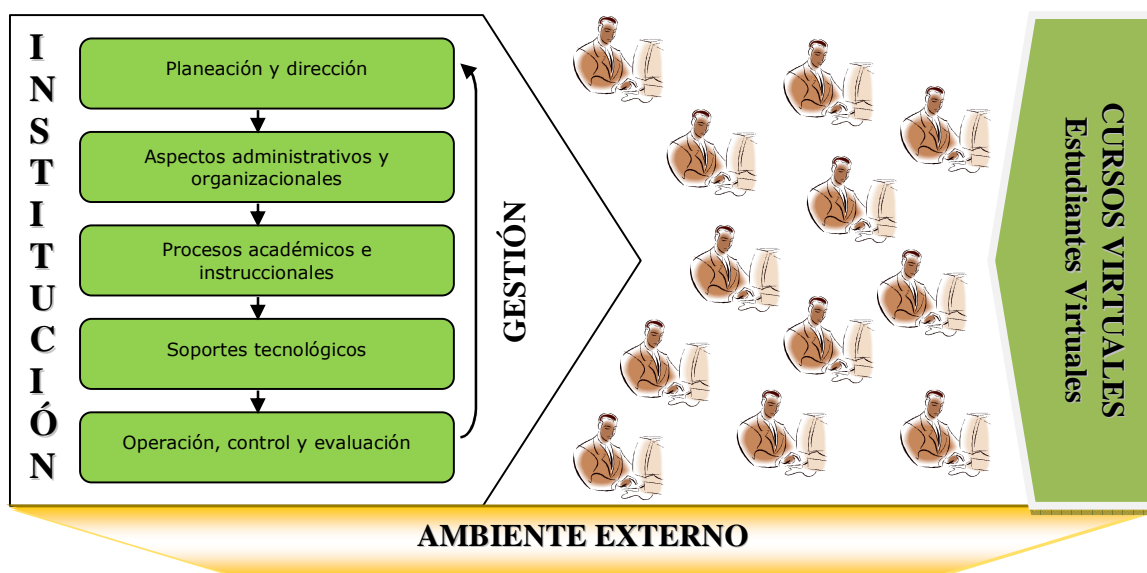 INSTITUCIÓN
Planeación y dirección
Aspectos administrativos y
organizacionales
Procesos académicos e
instruccionales
Soportes tecnológicos
Operación, control y evaluación
GESTIÓN
CURSOS VIRTUALES
Estudiantes Virtuales
AMBIENTE EXTERNO